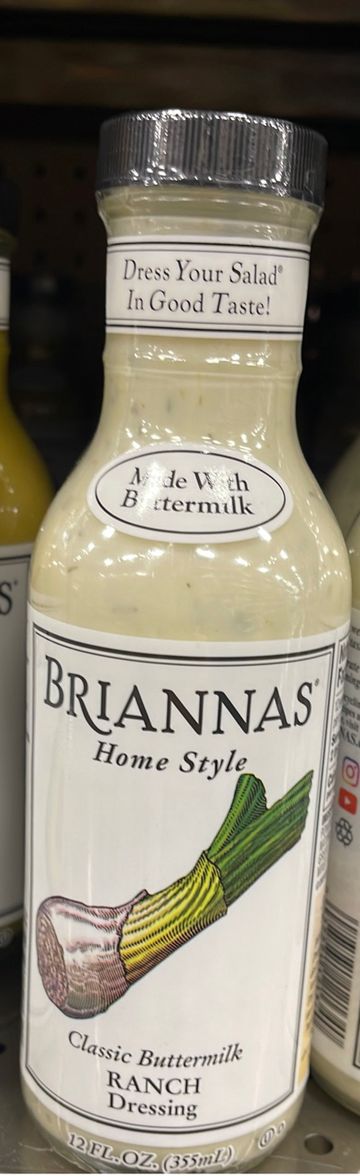 Dress Your Salad®
In Good Taste!
Made With
Buttermilk
BRIANNAS®
Home Style
Classic Buttermilk
RANCH
Dressing
12 FL. OZ. (355mL)